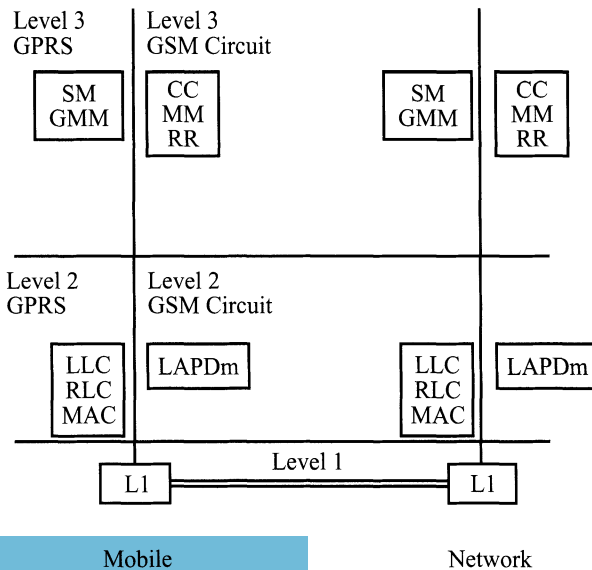 Level 3
GPRS
Level 3
GSM Circuit
SM
GMM
CC
MM
RR
SM
GMM
CC
MM
RR
Level 2
GPRS
Level 2
GSM Circuit
LLC
RLC
MAC
LAPDm
LLC
RLC
MAC
LAPDm
Level 1
L1
L1
Mobile
Network